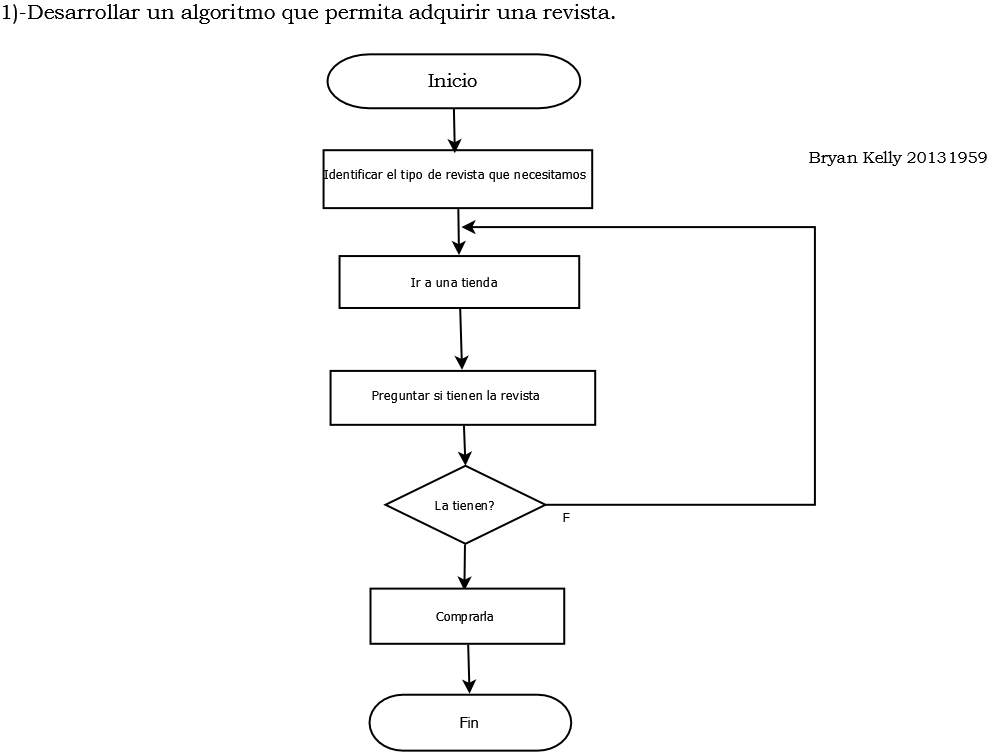 1)-Desarrollar un algoritmo que permita adquirir una revista.
Inicio
Bryan Kelly 20131959
Identificar el tipo de revista que necesitamos
Ir a una tienda
Preguntar si tienen la revista
La tienen?
F
Comprarla
Fin